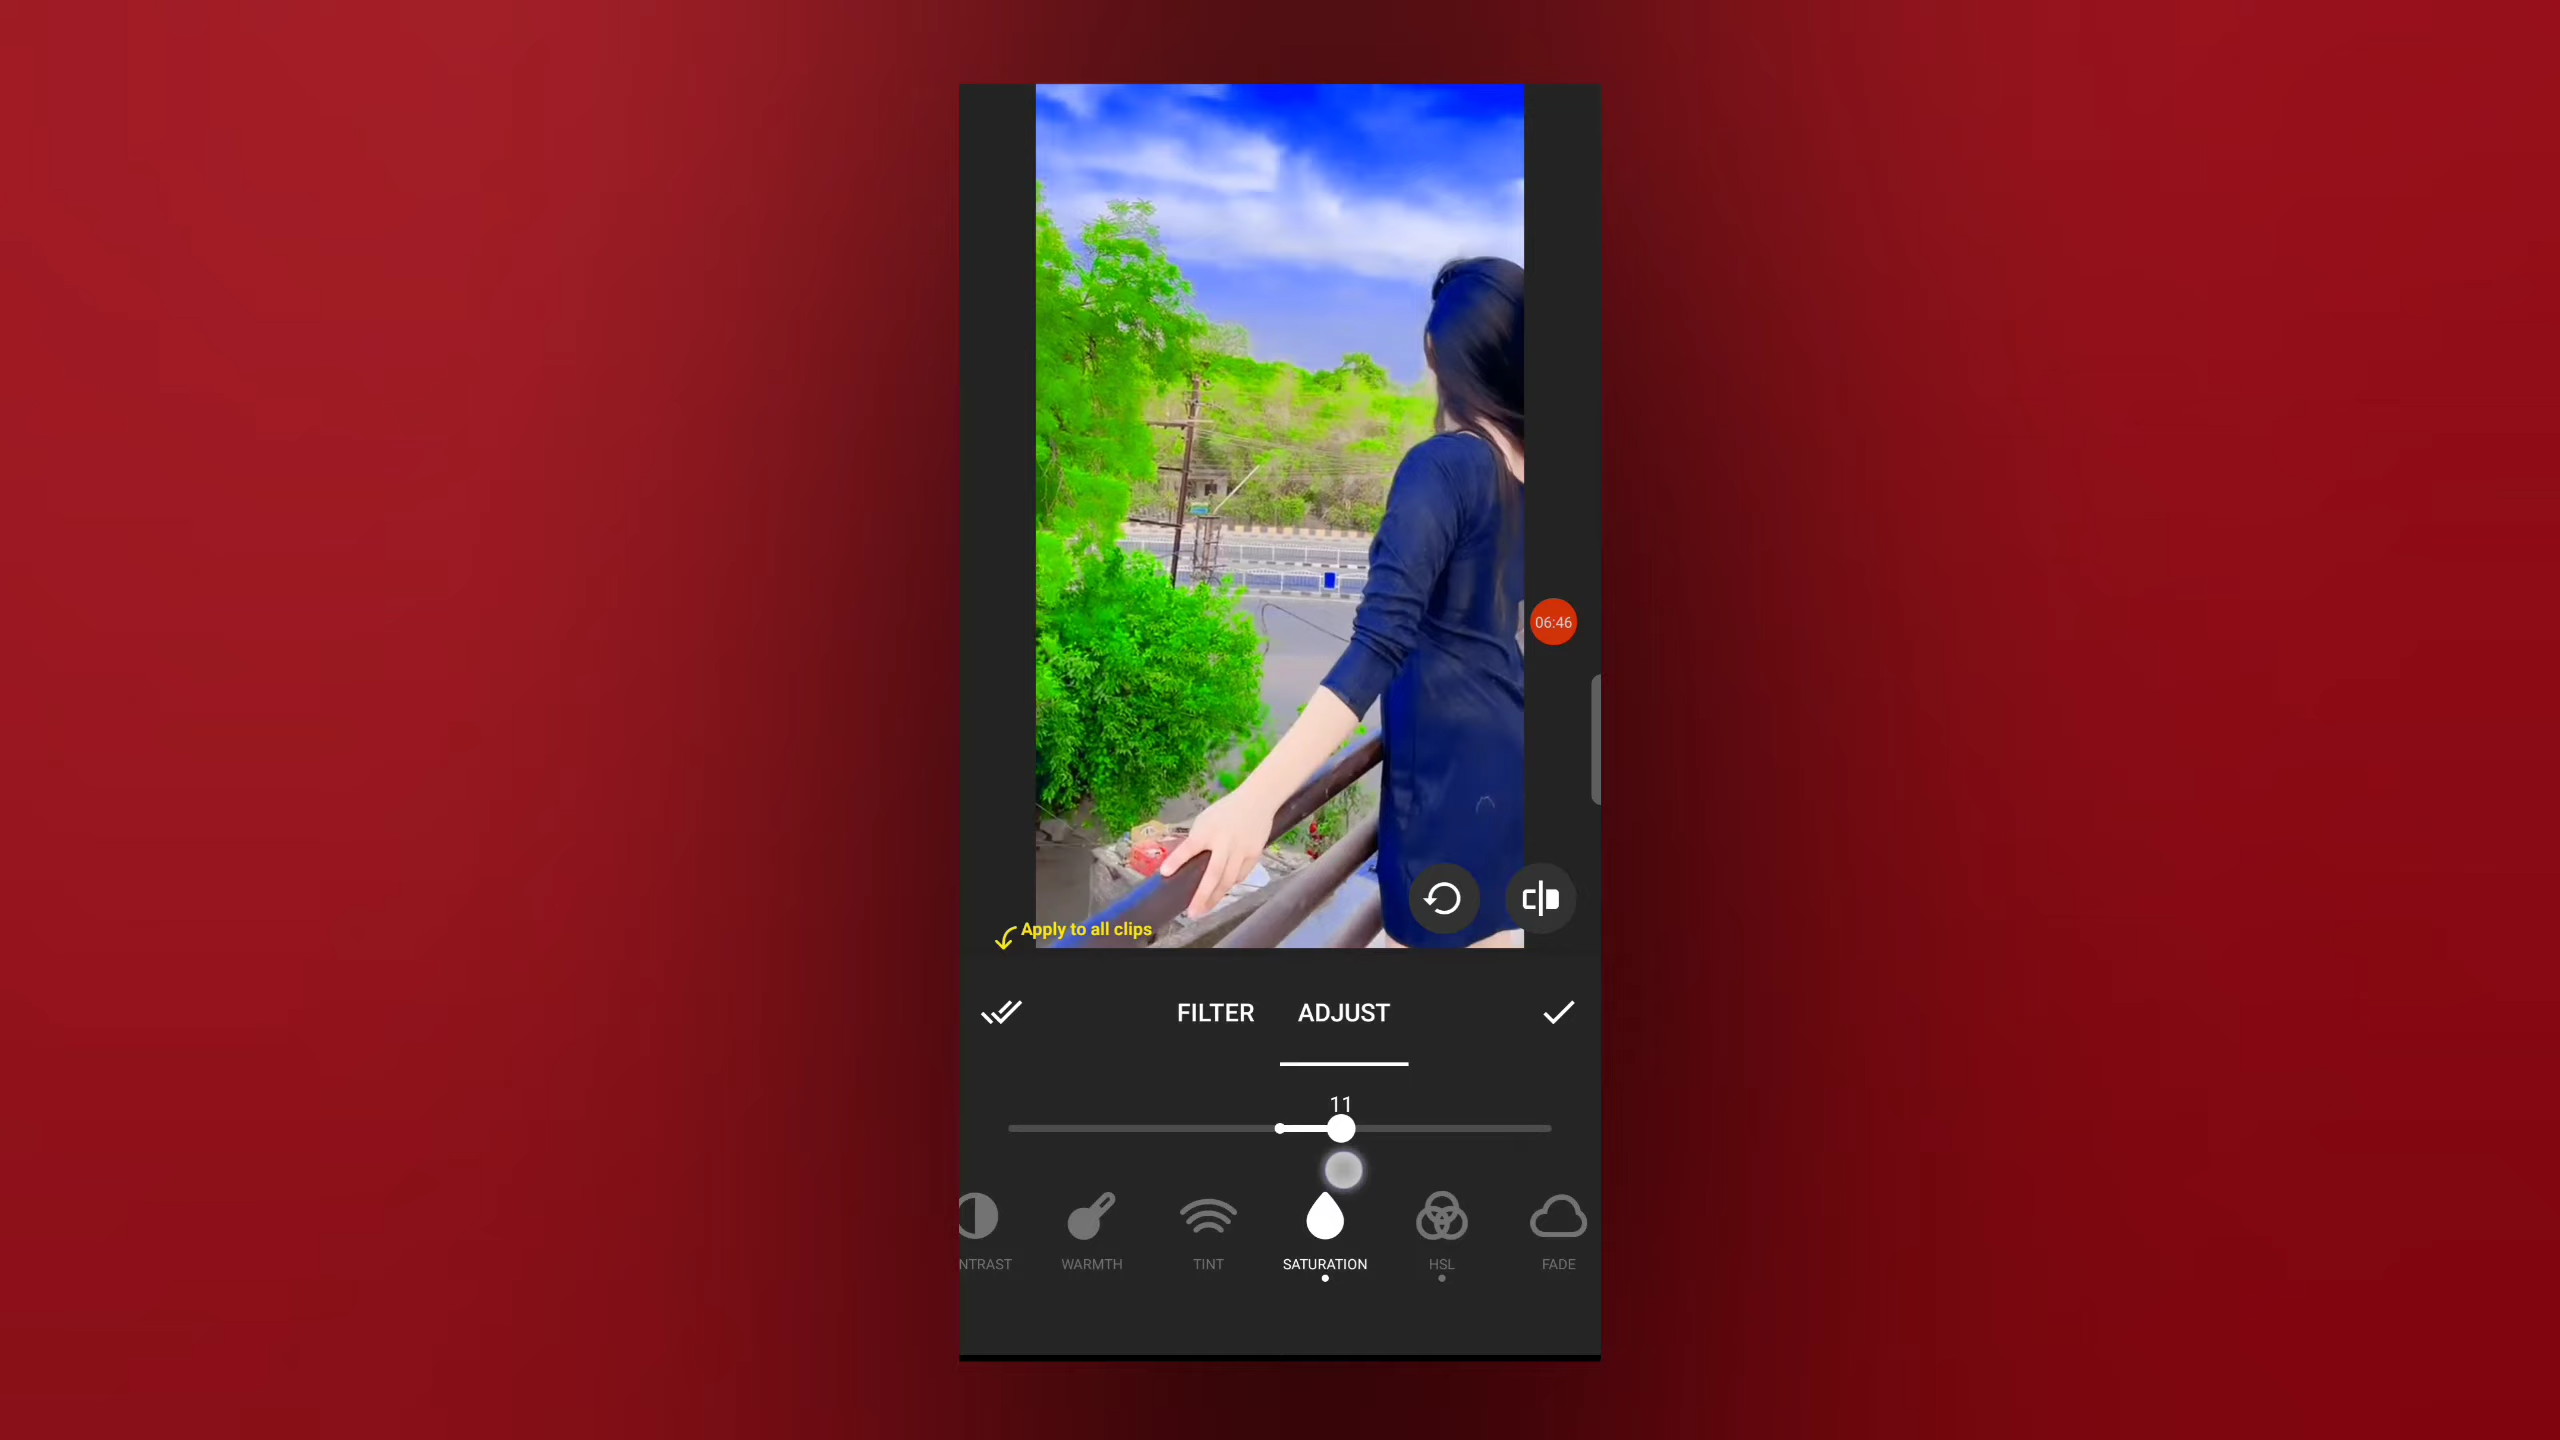 06:46
Apply to all clips
FILTER ADJUST
11
NTRAST WARMTH TINT SATURATION HSL FADE